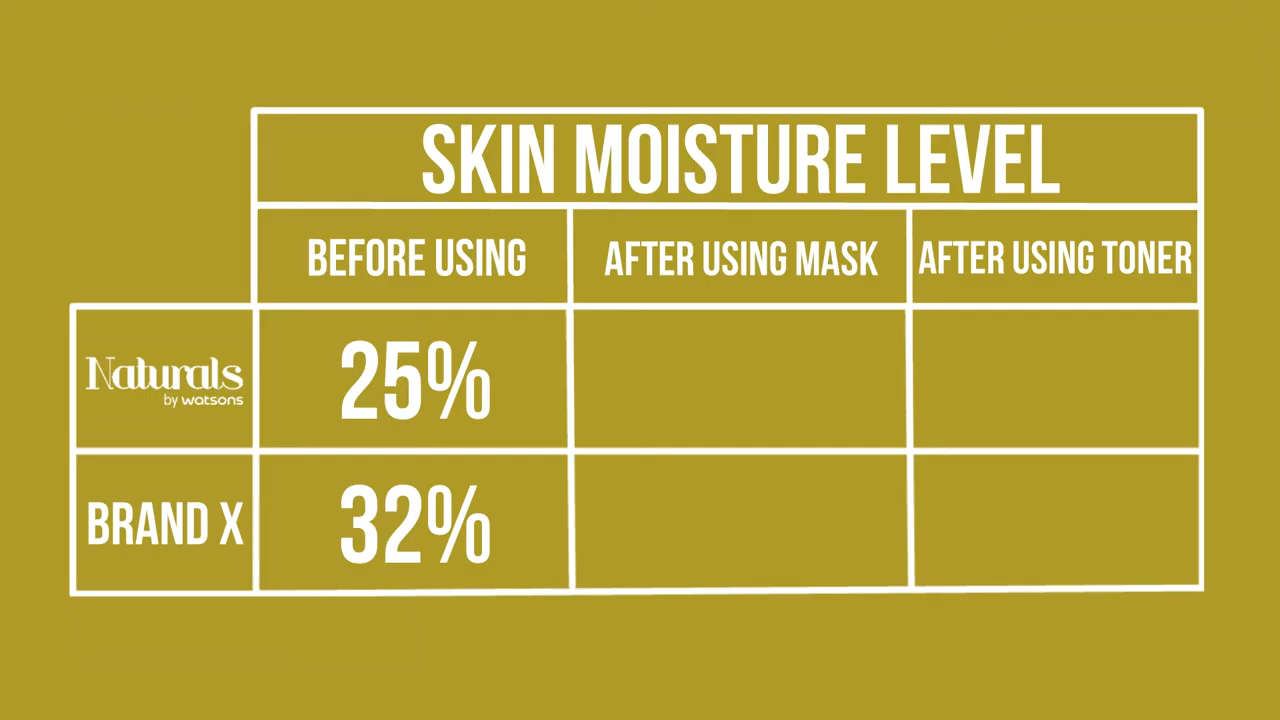 SKIN MOISTURE LEVEL
BEFORE USING
AFTER USING MASK
AFTER USING TONER
Naturals
by watsons
25%
BRAND X
32%